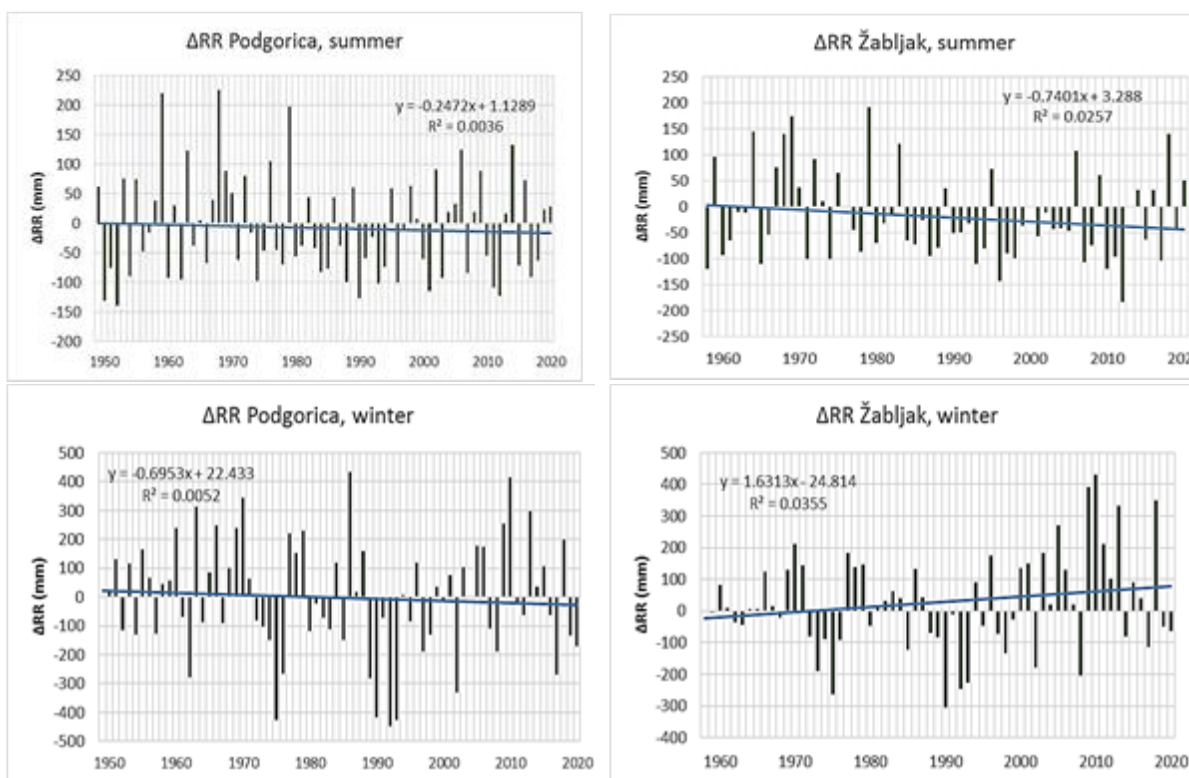 ΔRR Podgorica, summer
y = -0.2472x + 1.1289
R² = 0.0036
ΔRR (mm)
250
200
150
100
50
0
-50
-100
-150
-200
1950 1960 1970 1980 1990 2000 2010 2020
ΔRR Žabljak, summer
y = -0.7401x + 3.288
R² = 0.0257
ΔRR (mm)
250
200
150
100
50
0
-50
-100
-150
-200
-250
1960 1970 1980 1990 2000 2010 202
ΔRR Podgorica, winter
y = -0.6953x + 22.433
R² = 0.0052
ΔRR (mm)
500
400
300
200
100
0
-100
-200
-300
-400
-500
1950 1960 1970 1980 1990 2000 2010 2020
ΔRR Žabljak, winter
y = 1.6313x - 24.814
R² = 0.0355
ΔRR (mm)
500
400
300
200
100
0
-100
-200
-300
-400
1960 1970 1980 1990 2000 2010 2020